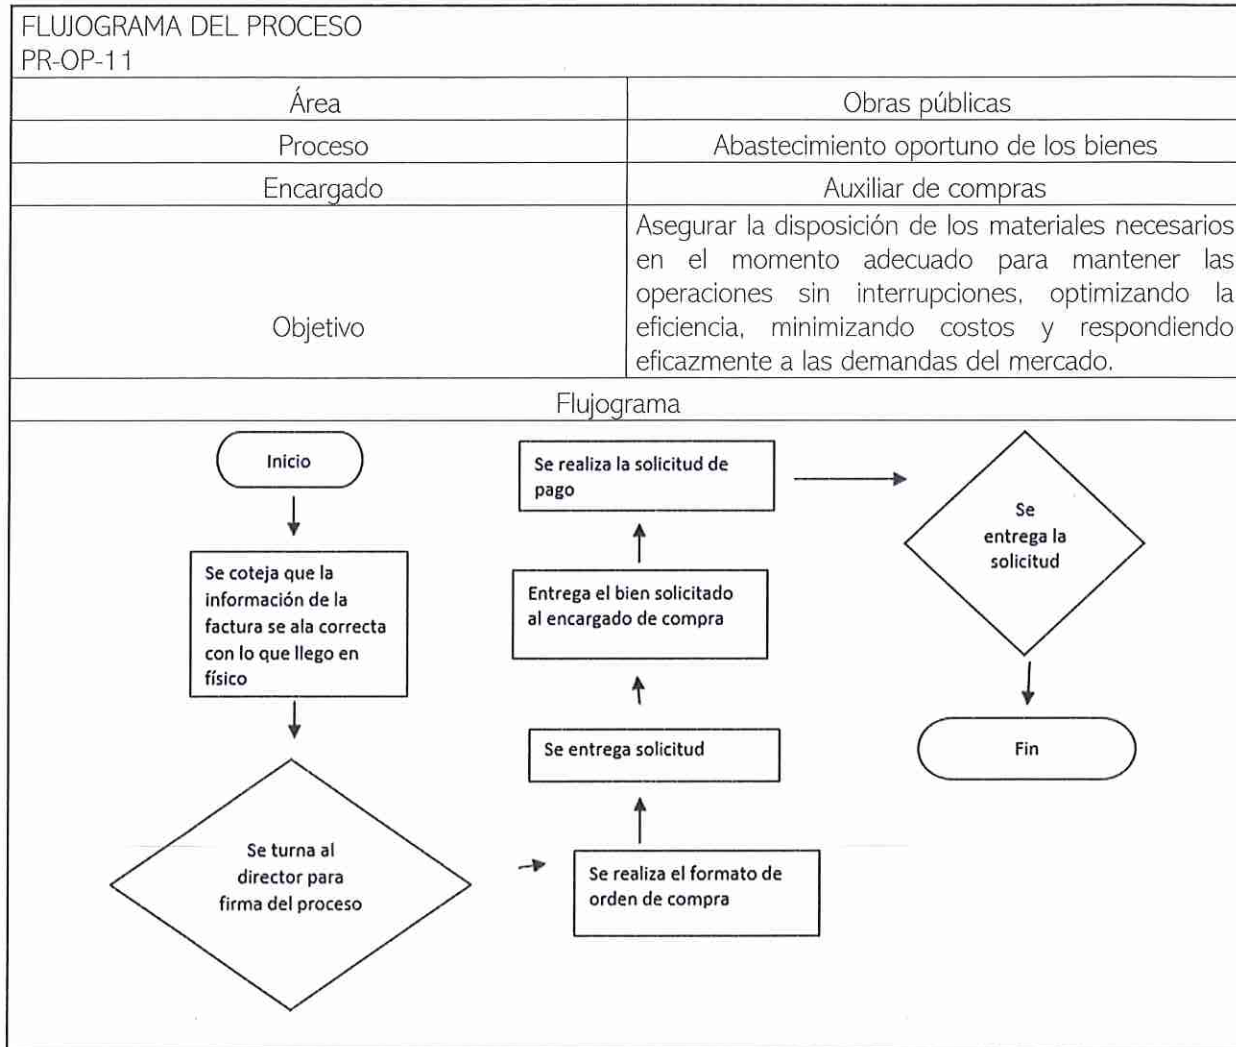 FLUJOGRAMA DEL PROCESO
PR-OP-11
Área
Obras públicas
Proceso
Abastecimiento oportuno de los bienes
Encargado
Auxiliar de compras
Objetivo
Asegurar la disposición de los materiales necesarios
en el momento adecuado para mantener las
operaciones sin interrupciones, optimizando la
eficiencia, minimizando costos y respondiendo
eficazmente a las demandas del mercado.
Flujograma
Inicio
Se coteja que la
información de la
factura se ala correcta
con lo que llego en
físico
Se turna al
director para
firma del proceso
Se realiza el formato de
orden de compra
Se entrega solicitud
Entrega el bien solicitado
al encargado de compra
Se realiza la solicitud de
pago
Se
entrega la
solicitud
Fin